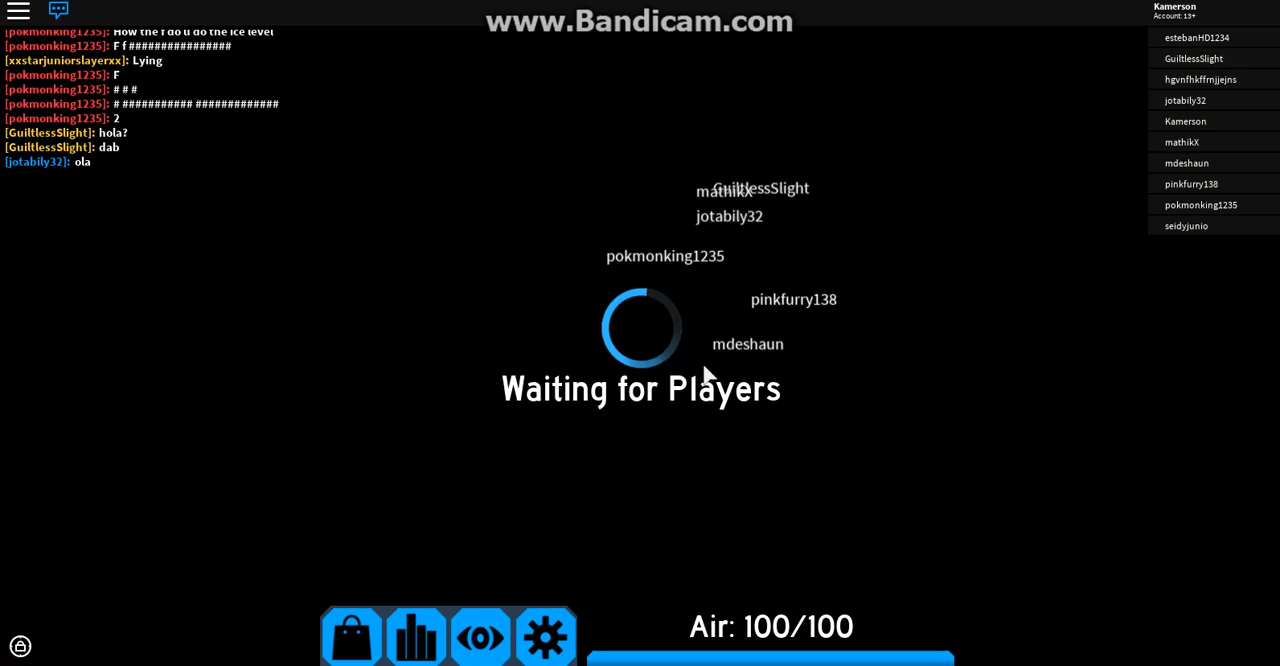 www.Bandicam.com
Kamerson
Account: 13+
[pokmonking1235]: How the f do u do the ice level
[pokmonking1235]: F f ################
[xxstarjuniorslayerxx]: Lying
[pokmonking1235]: F
[pokmonking1235]: # # #
[pokmonking1235]: # ########### #############
[pokmonking1235]: 2
[GuiltlessSlight]: hola?
[GuiltlessSlight]: dab
[jotabily32]: ola
estebanHD1234
GuiltlessSlight
hgvnfhkffrnjjejns
jotabily32
Kamerson
mathikX
mdeshaun
pinkfurry138
pokmonking1235
seidyjunio
GuiltlessSlight
mathikX
jotabily32
pokmonking1235
pinkfurry138
mdeshaun
Waiting for Players
Air: 100/100